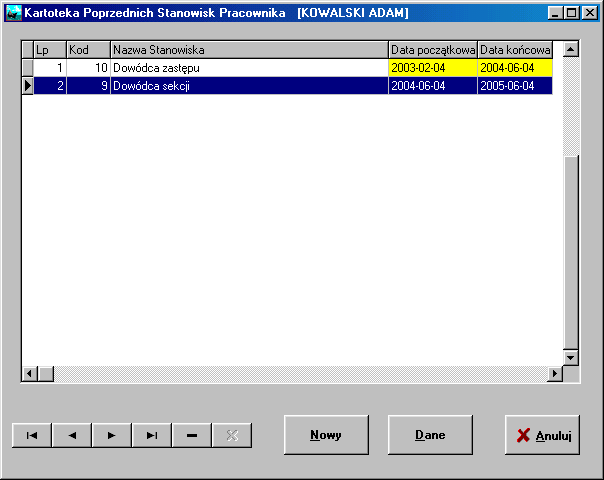 Kartoteka Poprzednich Stanowisk Pracownika [KOWALSKI ADAM]
Lp Kod Nazwa Stanowiska Data początkowa Data końcowa
1 10 Dowódca zastępu 2003-02-04 2004-06-04
2 9 Dowódca sekcji 2004-06-04 2005-06-04
Nowy Dane Anuluj